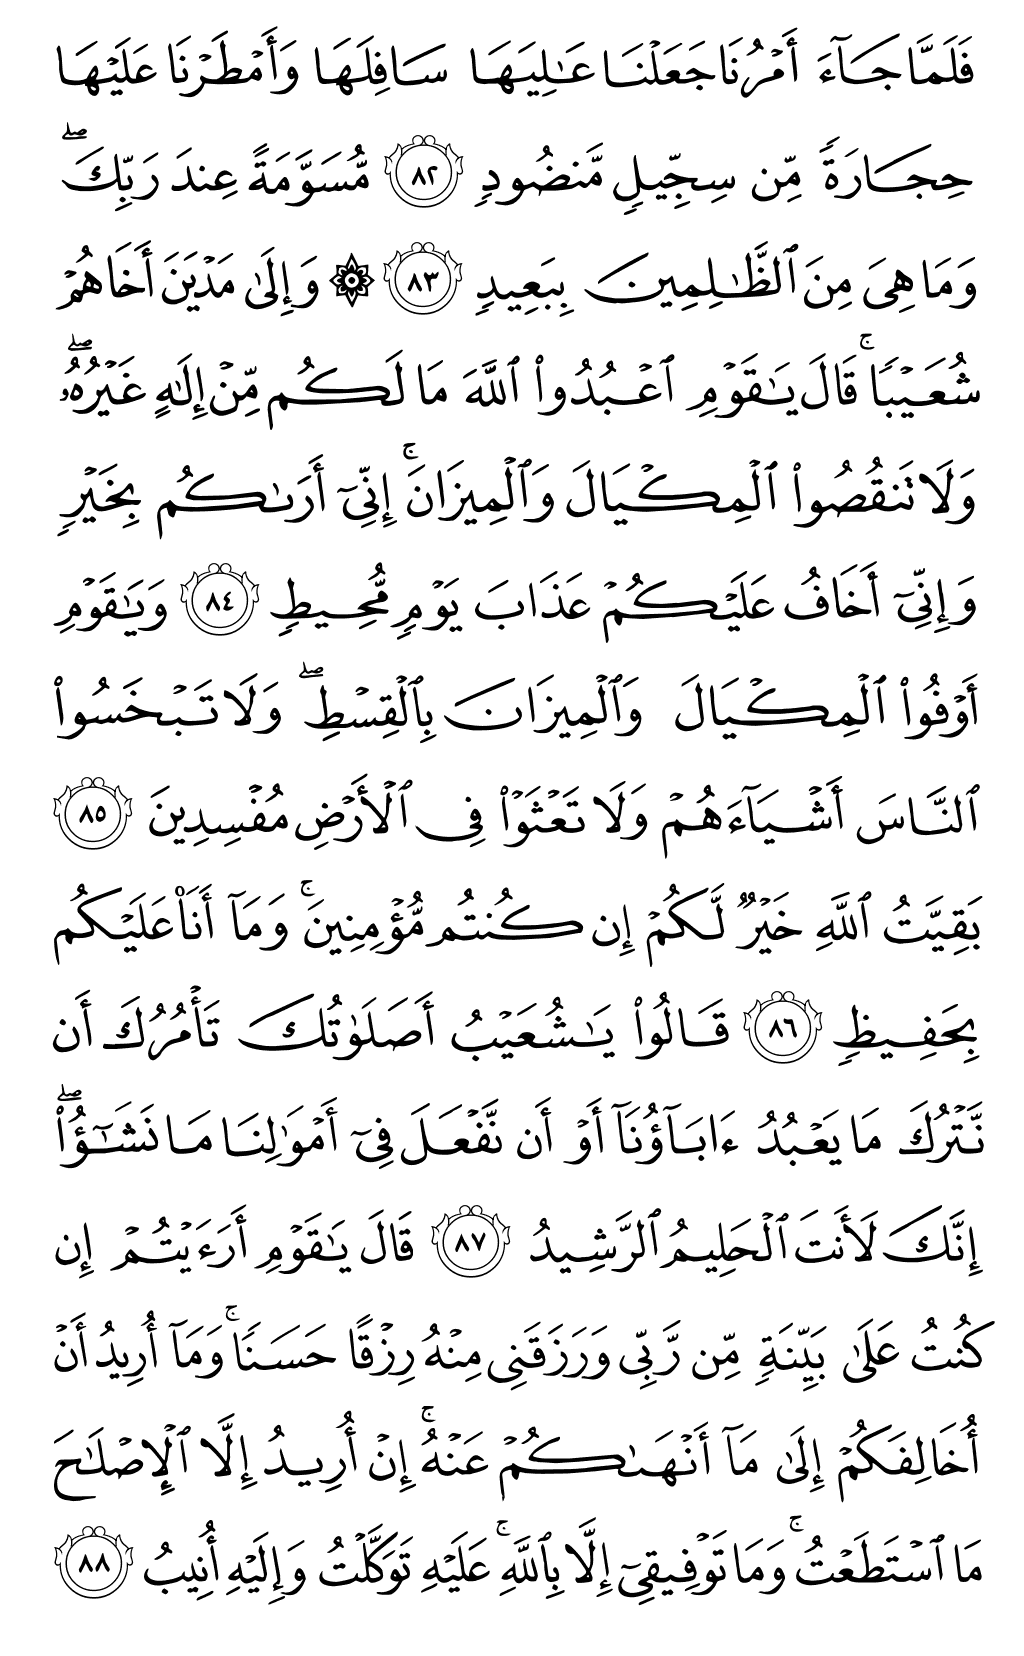 فَلَمَّا جَآءَ أَمۡرُنَا جَعَلۡنَا عَٰلِيَهَا سَافِلَهَا وَأَمۡطَرۡنَا عَلَيۡهَا
حِجَارَةٗ مِّن سِجِّيلٖ مَّنضُودٖ ٨٢ مُّسَوَّمَةً عِندَ رَبِّكَۖ
وَمَا هِيَ مِنَ ٱلظَّٰلِمِينَ بِبَعِيدٖ ٨٣ ۞ وَإِلَىٰ مَدۡيَنَ أَخَاهُمۡ
شُعَيۡبٗاۚ قَالَ يَٰقَوۡمِ ٱعۡبُدُواْ ٱللَّهَ مَا لَكُم مِّنۡ إِلَٰهٍ غَيۡرُهُۥۖ
وَلَا تَنقُصُواْ ٱلۡمِكۡيَالَ وَٱلۡمِيزَانَۚ إِنِّيٓ أَرَىٰكُم بِخَيۡرٖ
وَإِنِّيٓ أَخَافُ عَلَيۡكُمۡ عَذَابَ يَوۡمٖ مُّحِيطٖ ٨٤ وَيَٰقَوۡمِ
أَوۡفُواْ ٱلۡمِكۡيَالَ وَٱلۡمِيزَانَ بِٱلۡقِسۡطِۖ وَلَا تَبۡخَسُواْ
ٱلنَّاسَ أَشۡيَآءَهُمۡ وَلَا تَعۡثَوۡاْ فِي ٱلۡأَرۡضِ مُفۡسِدِينَ ٨٥
بَقِيَّتُ ٱللَّهِ خَيۡرٞ لَّكُمۡ إِن كُنتُم مُّؤۡمِنِينَۚ وَمَآ أَنَا۠ عَلَيۡكُم
بِحَفِيظٖ ٨٦ قَالُواْ يَٰشُعَيۡبُ أَصَلَوٰتُكَ تَأۡمُرُكَ أَن
نَّتۡرُكَ مَا يَعۡبُدُ ءَابَآؤُنَآ أَوۡ أَن نَّفۡعَلَ فِيٓ أَمۡوَٰلِنَا مَا نَشَٰٓؤُاْۖ
إِنَّكَ لَأَنتَ ٱلۡحَلِيمُ ٱلرَّشِيدُ ٨٧ قَالَ يَٰقَوۡمِ أَرَءَيۡتُمۡ إِن
كُنتُ عَلَىٰ بَيِّنَةٖ مِّن رَّبِّي وَرَزَقَنِي مِنۡهُ رِزۡقًا حَسَنٗاۚ وَمَآ أُرِيدُ أَنۡ
أُخَالِفَكُمۡ إِلَىٰ مَآ أَنۡهَىٰكُمۡ عَنۡهُۚ إِنۡ أُرِيدُ إِلَّا ٱلۡإِصۡلَٰحَ
مَا ٱسۡتَطَعۡتُۚ وَمَا تَوۡفِيقِيٓ إِلَّا بِٱللَّهِۚ عَلَيۡهِ تَوَكَّلۡتُ وَإِلَيۡهِ أُنِيبُ ٨٨